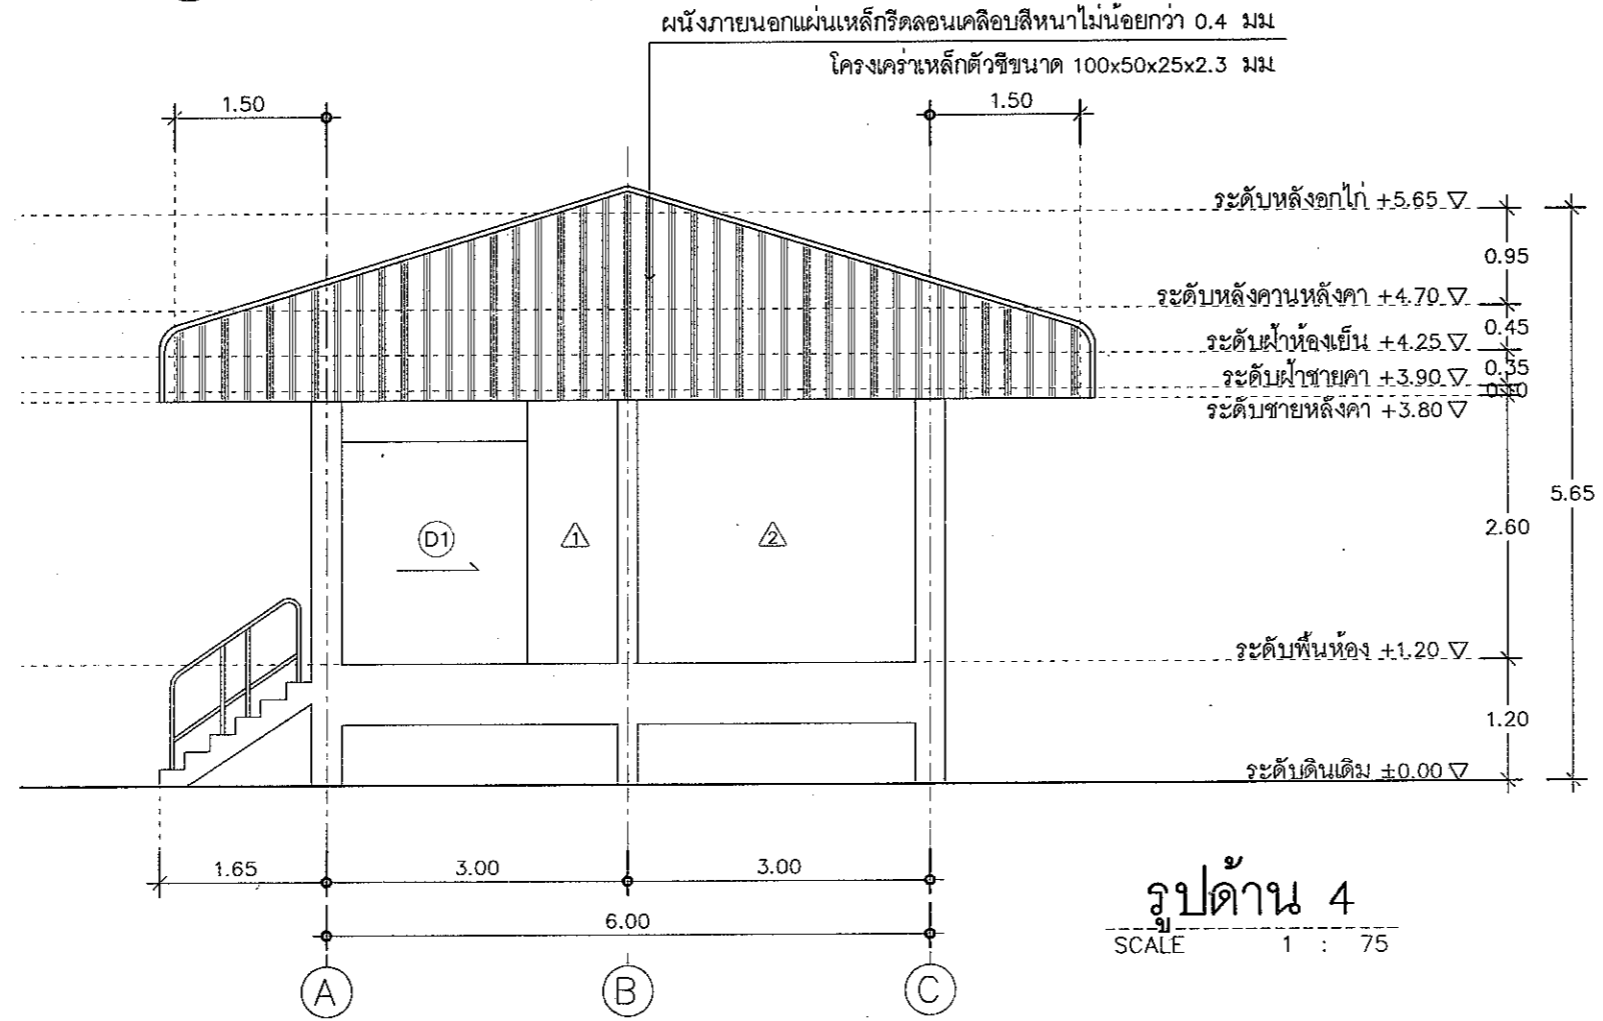 ผนังภายนอกแผ่นเหล็กรีดลอนเคลือบสีหนาไม่น้อยกว่า 0.4 มม
โครงเคร่าเหล็กตัวซีขนาด 100x50x25x2.3 มม
1.50
1.50
ระดับหลังอกไก่ +5.65
0.95
ระดับหลังคานหลังคา +4.70
0.45
ระดับฝ้าห้องเย็น +4.25
0.35
ระดับฝ้าชายคา +3.90
0.10
ระดับชายหลังคา +3.80
5.65
2.60
D1
1
2
ระดับพื้นห้อง +1.20
1.20
ระดับดินเดิม ±0.00
1.65
3.00
3.00
6.00
รูปด้าน 4
SCALE 1 : 75
A
B
C